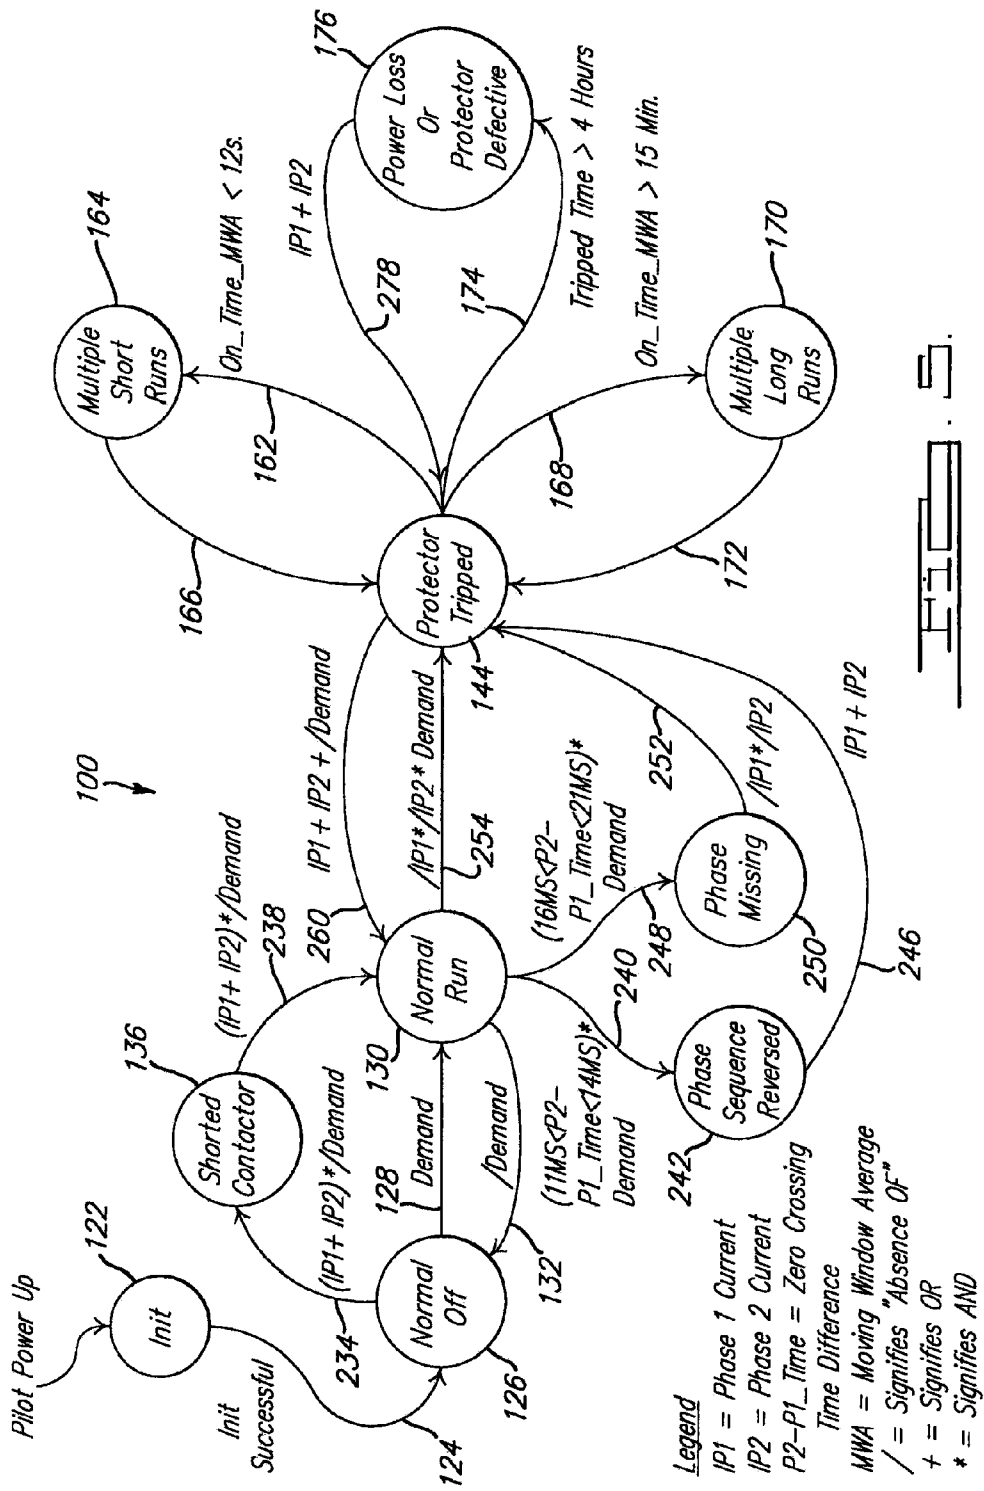 100
Pilot Power Up
122
Init
Init
Successful
124
136
Shorted
Contactor
(IP1+ IP2)*/Demand
238
(IP1+ IP2)*/Demand
234
Normal
Off
126
128
Demand
/Demand
132
Normal
Run
130
260
IP1 + IP2 + /Demand
/IP1*/IP2* Demand
254
Protector
Tripped
144
166
162
Multiple
Short
Runs
164
On_Time_MWA < 12s.
IP1 + IP2
278
Power Loss
Or
Protector
Defective
176
174
Tripped Time > 4 Hours
168
On_Time_MWA > 15 Min.
Multiple
Long
Runs
170
172
(11MS<P2-
P1_Time<14MS)*
Demand
240
Phase
Sequence
Reversed
242
(16MS<P2-
P1_Time<21MS)*
Demand
248
Phase
Missing
250
252
/IP1*/IP2
246
IP1 + IP2
Legend
IP1 = Phase 1 Current
IP2 = Phase 2 Current
P2-P1_Time = Zero Crossing
Time Difference
MWA = Moving Window Average
/ = Signifies "Absence OF"
+ = Signifies OR
* = Signifies AND
Figure. 5.